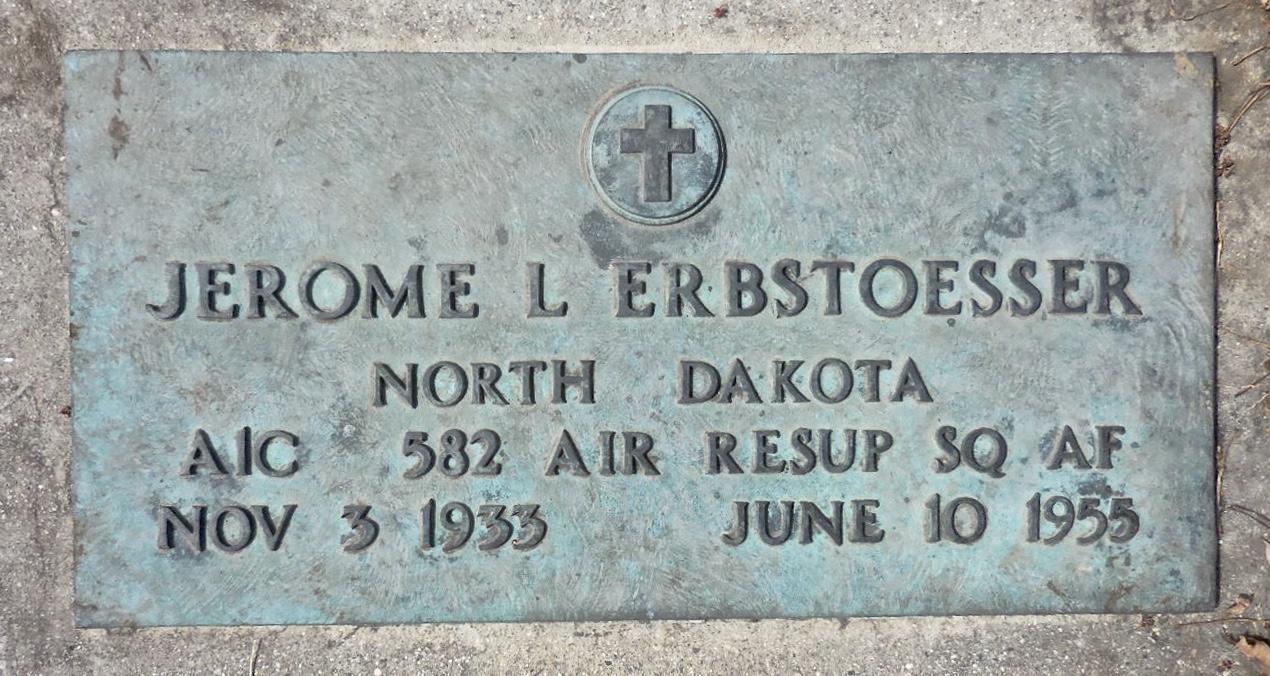 JEROME L ERBSTOESSER
NORTH DAKOTA
A1C 582 AIR RESUP SQ AF
NOV 3 1933 JUNE 10 1955